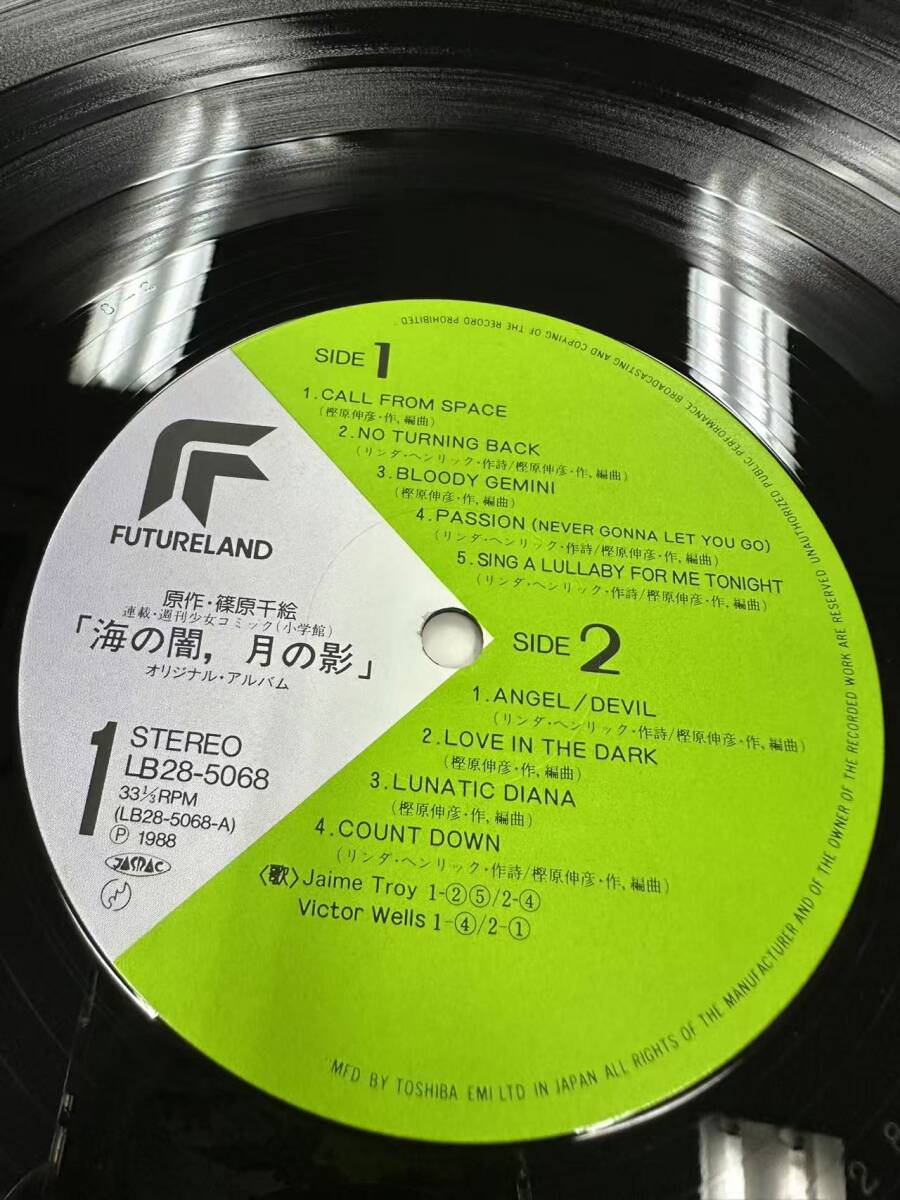 FUTURELAND
原作・篠原千絵
連載・週刊少女コミック(小学館)
「海の闇，月の影」
オリジナル・アルバム
1
STEREO
LB28-5068
33⅓RPM
(LB28-5068-A)
Ⓟ 1988
JASRAC
SIDE 1
1.CALL FROM SPACE
(樫原伸彦・作,編曲)
2.NO TURNING BACK
(リンダ・ヘンリック・作詩/樫原伸彦・作,編曲)
3.BLOODY GEMINI
(樫原伸彦・作,編曲)
4.PASSION (NEVER GONNA LET YOU GO)
(リンダ・ヘンリック・作詩/樫原伸彦・作,編曲)
5.SING A LULLABY FOR ME TONIGHT
(リンダ・ヘンリック・作詩/樫原伸彦・作,編曲)
SIDE 2
1.ANGEL/DEVIL
(リンダ・ヘンリック・作詩/樫原伸彦・作,編曲)
2.LOVE IN THE DARK
(樫原伸彦・作,編曲)
3.LUNATIC DIANA
(樫原伸彦・作,編曲)
4.COUNT DOWN
(リンダ・ヘンリック・作詩/樫原伸彦・作,編曲)
〈歌〉Jaime Troy 1-②⑤/2-④
Victor Wells 1-④/2-①
"MFD BY TOSHIBA EMI LTD IN JAPAN ALL RIGHTS OF THE MANUFACTURER AND OF THE OWNER OF THE RECORDED WORK ARE RESERVED UNAUTHORIZED PUBLIC PERFORMANCE BROADCASTING AND COPYING OF THE RECORD PROHIBITED"